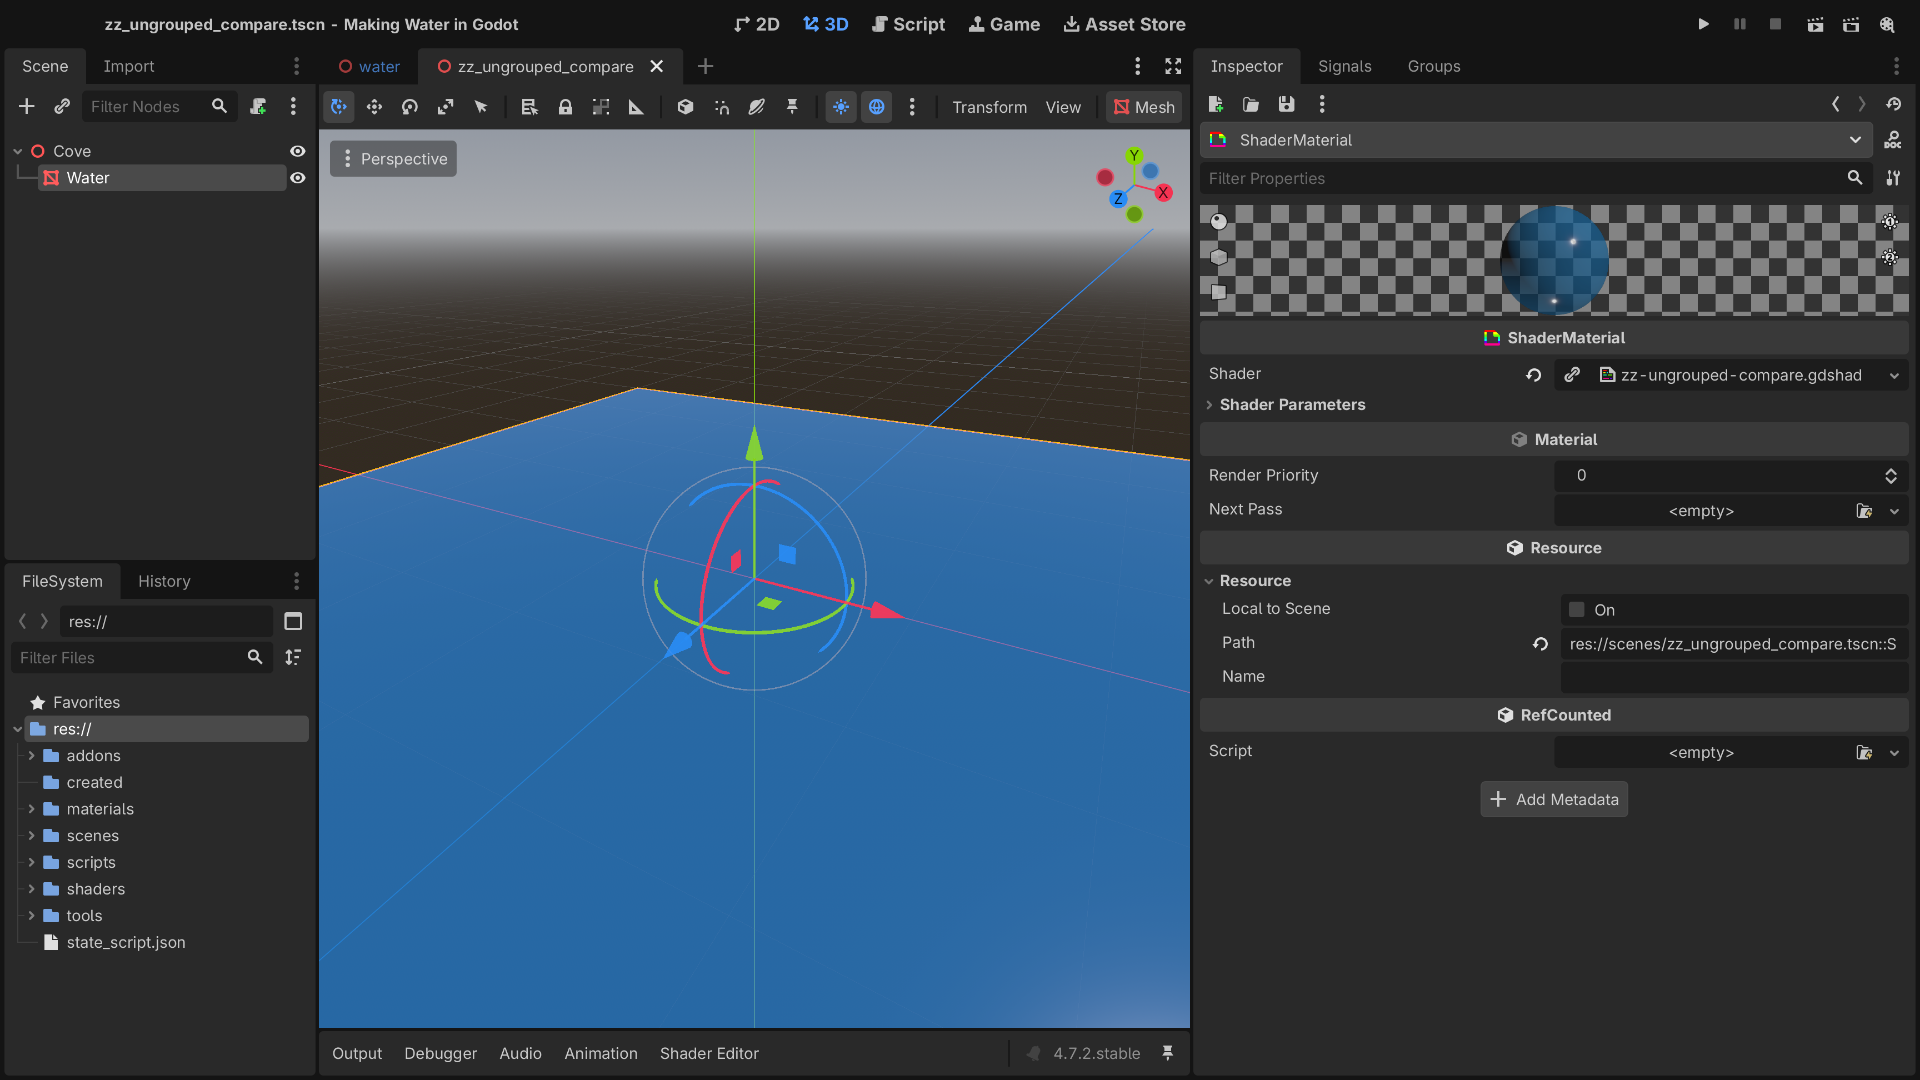 zz_ungrouped_compare.tscn - Making Water in Godot
2D
3D
Script
Game
Asset Store
Scene
Import
Filter Nodes
Cove
Water
water
zz_ungrouped_compare
Transform
View
Mesh
Perspective
Y
X
Z
FileSystem
History
res://
Filter Files
Favorites
res://
addons
created
materials
scenes
scripts
shaders
tools
state_script.json
Output
Debugger
Audio
Animation
Shader Editor
4.7.2.stable
Inspector
Signals
Groups
ShaderMaterial
DOC
Filter Properties
1
2
ShaderMaterial
Shader
zz-ungrouped-compare.gdshad
Shader Parameters
Material
Render Priority
0
Next Pass
<empty>
Resource
Resource
Local to Scene
On
Path
res://scenes/zz_ungrouped_compare.tscn::S
Name
RefCounted
Script
<empty>
Add Metadata